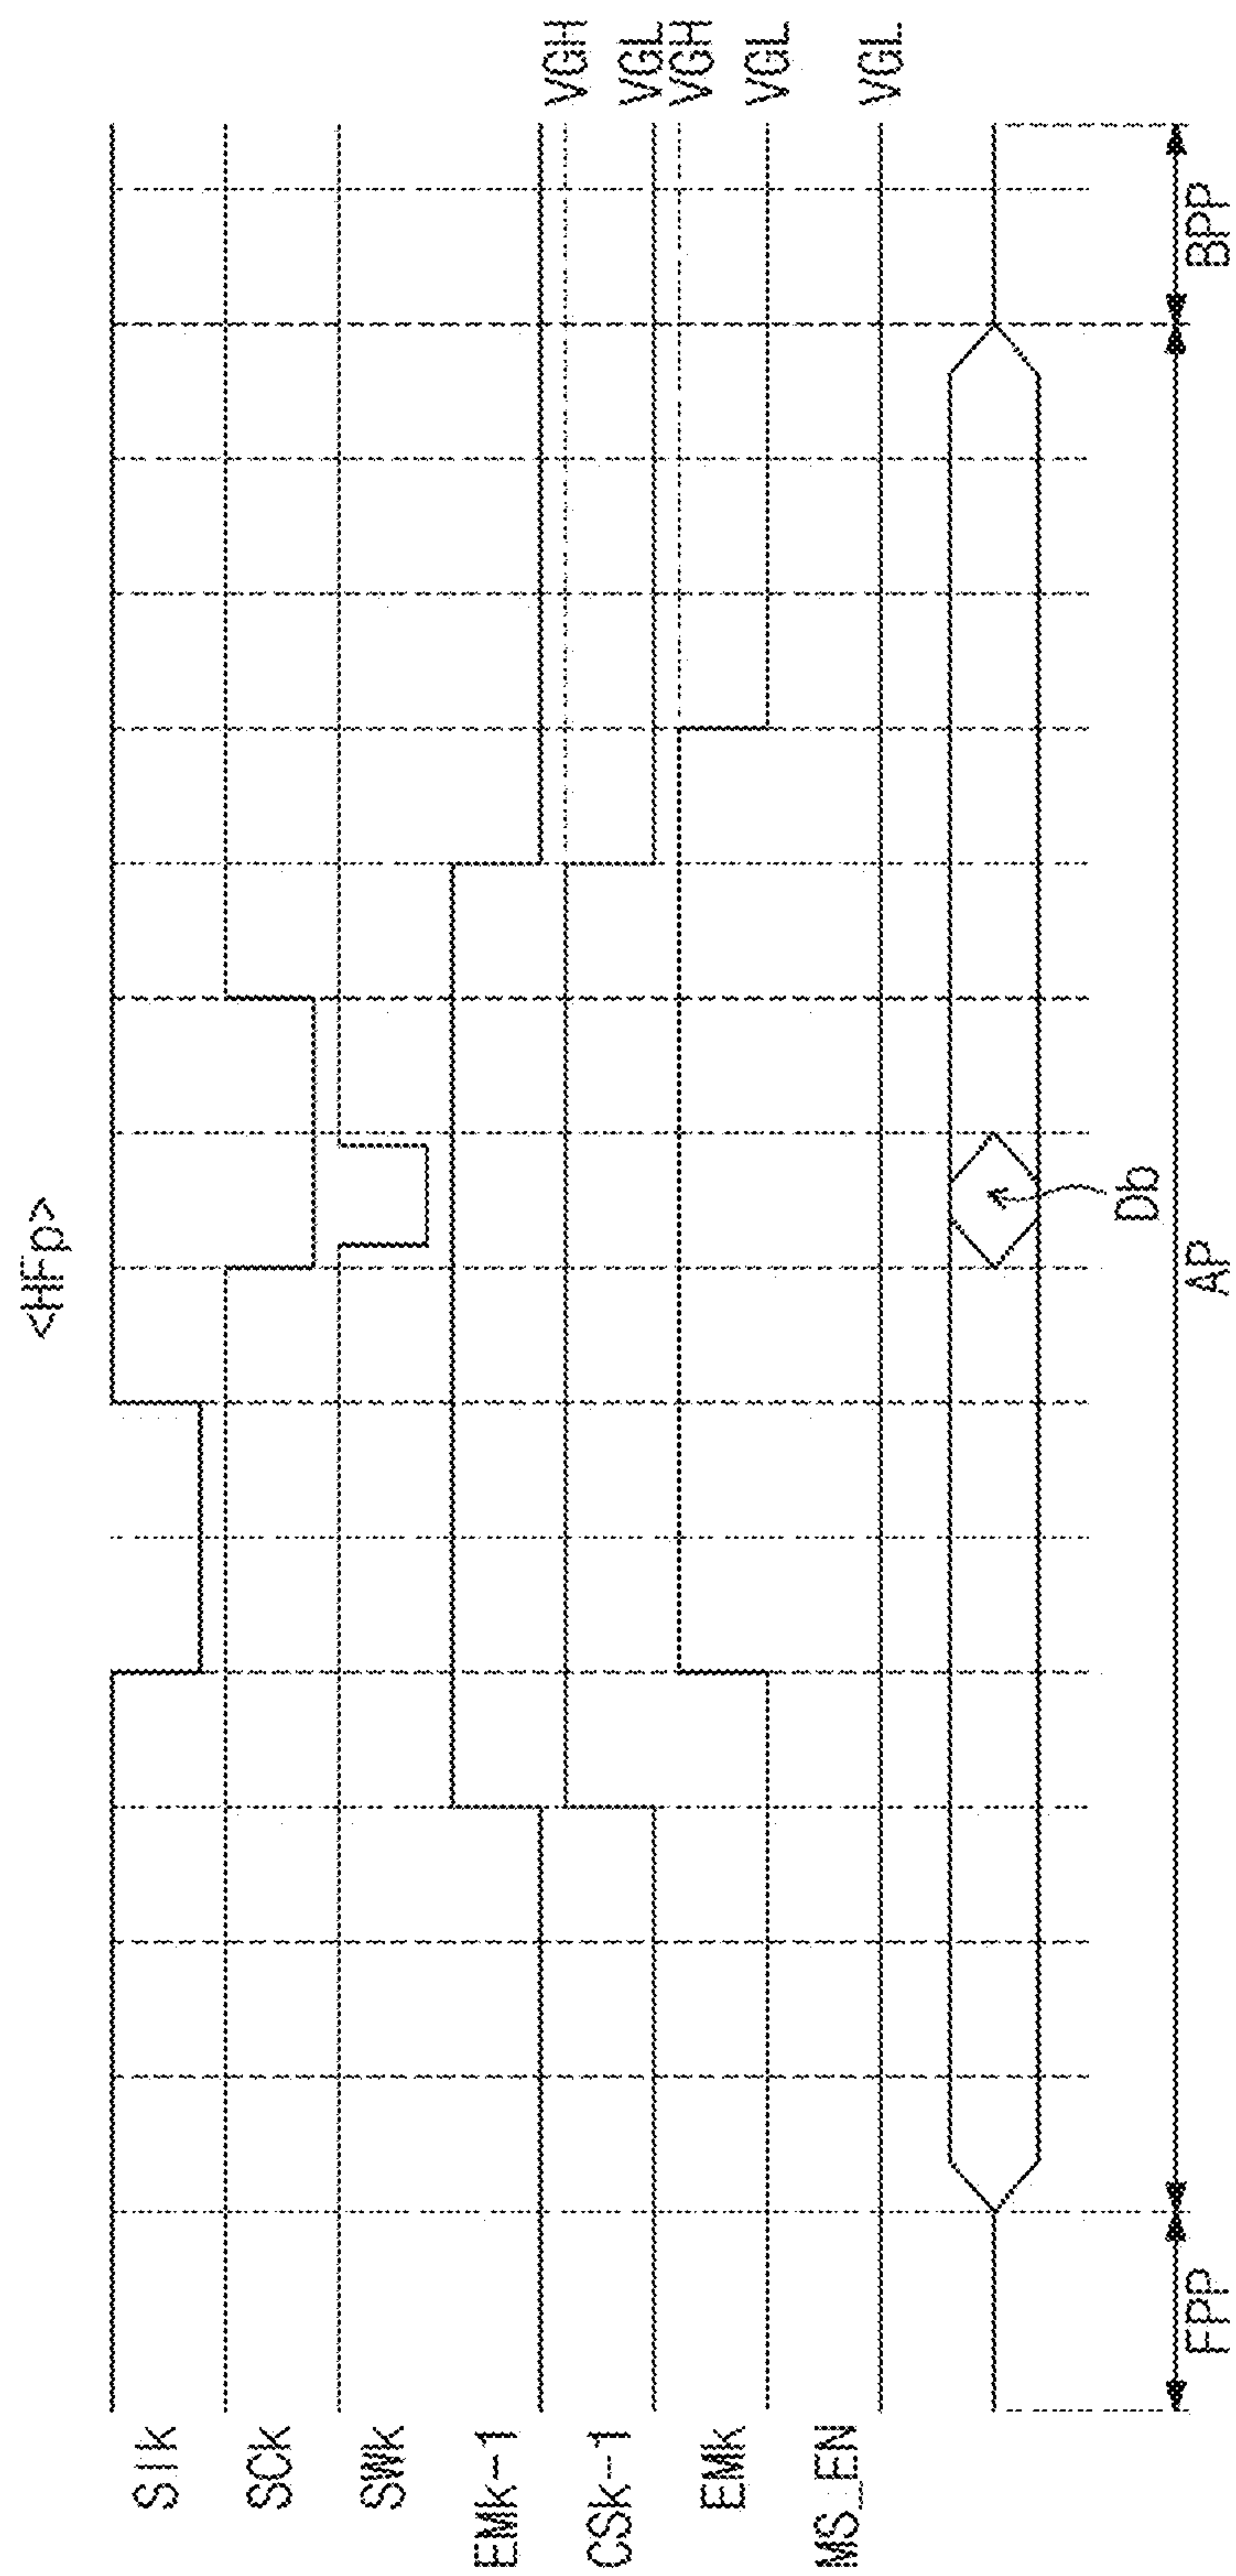 <HFp>
SIk
SCk
SWk
EMk-1
VGH
CSk-1
VGL
VGH
EMk
VGL
MS_EN
VGL
Db
FPP
AP
BPP